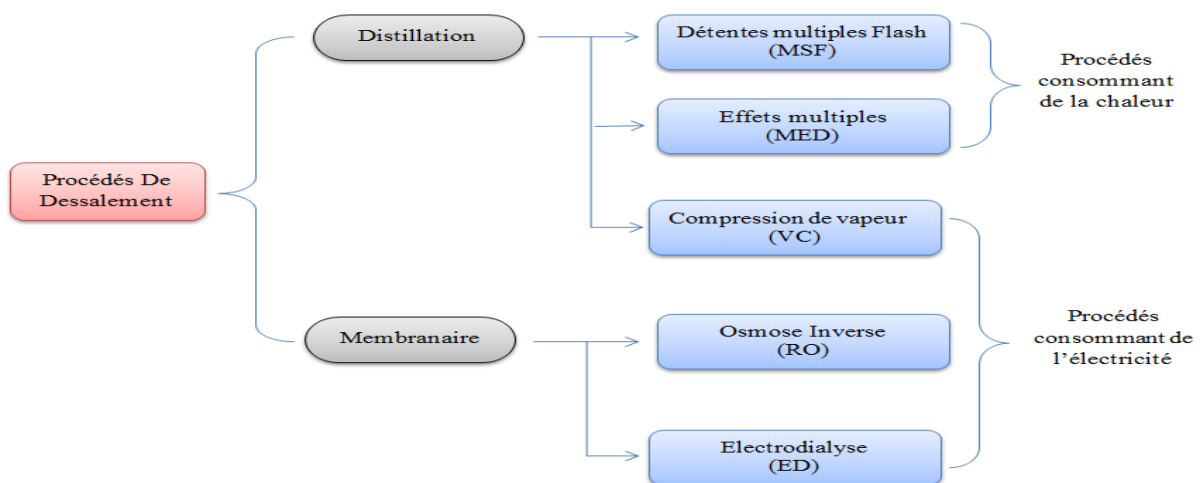 Procédés De
Dessalement
Distillation
Membranaire
Détentes multiples Flash
(MSF)
Effets multiples
(MED)
Compression de vapeur
(VC)
Osmose Inverse
(RO)
Electrodialyse
(ED)
Procédés
consommant
de la chaleur
Procédés
consommant de
l’électricité